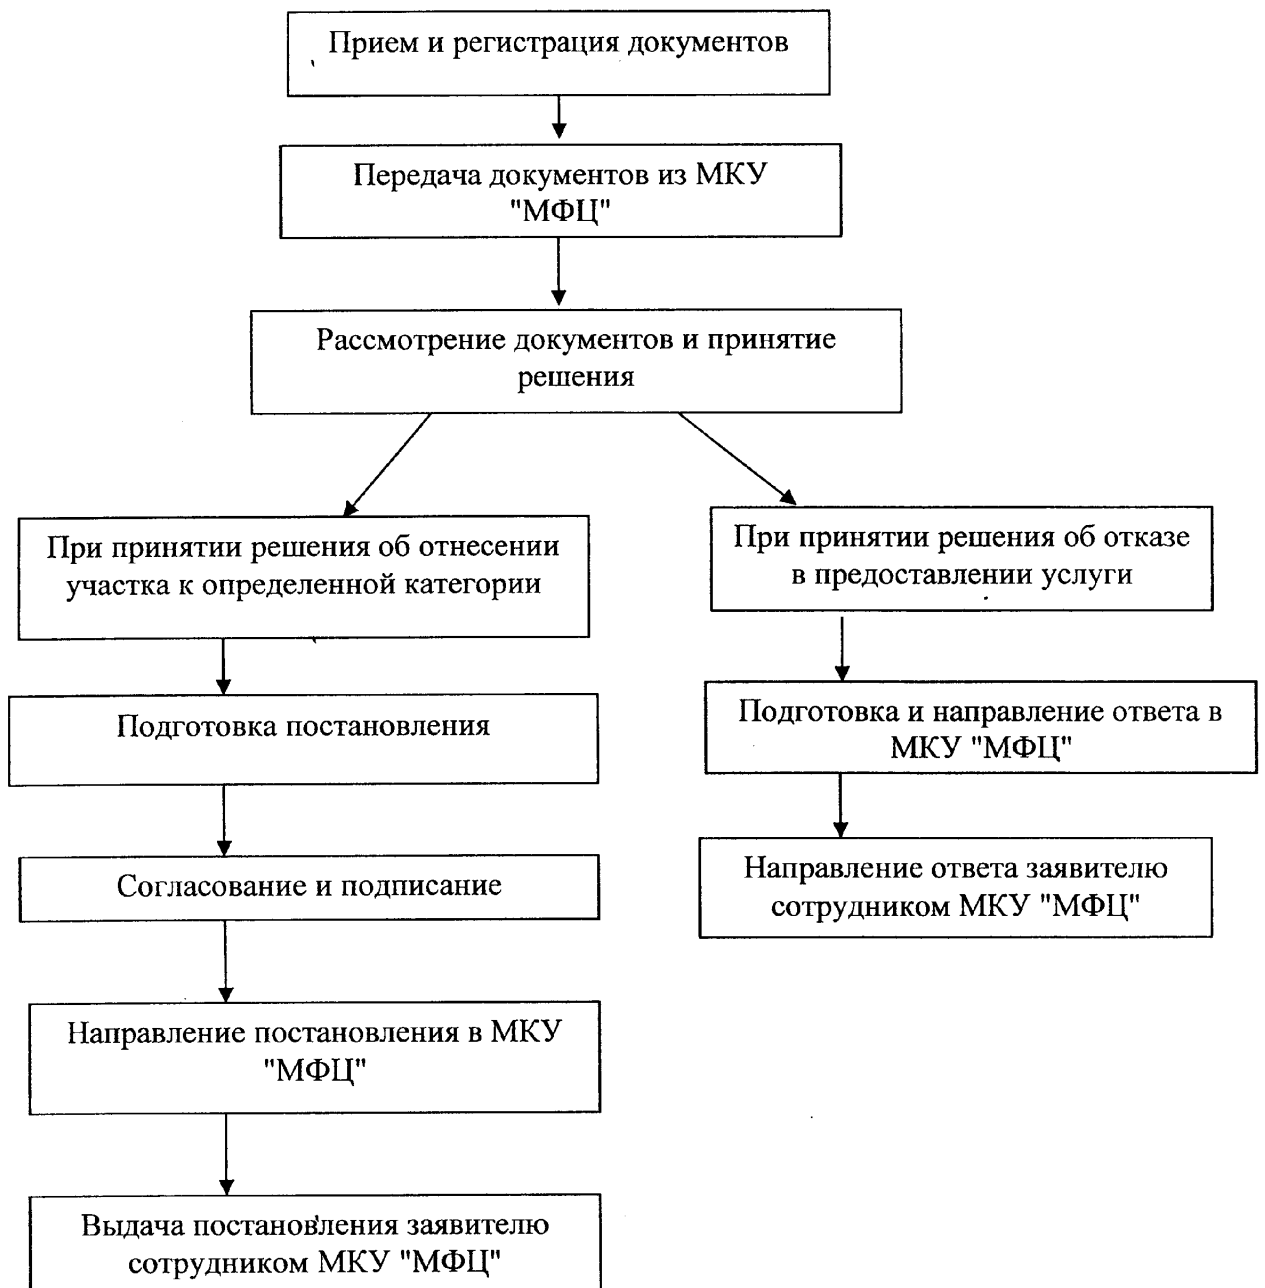 Прием и регистрация документов
Передача документов из МКУ
"МФЦ"
Рассмотрение документов и принятие
решения
При принятии решения об отнесении
участка к определенной категории
При принятии решения об отказе
в предоставлении услуги
Подготовка постановления
Подготовка и направление ответа в
МКУ "МФЦ"
Согласование и подписание
Направление ответа заявителю
сотрудником МКУ "МФЦ"
Направление постановления в МКУ
"МФЦ"
Выдача постановления заявителю
сотрудником МКУ "МФЦ"